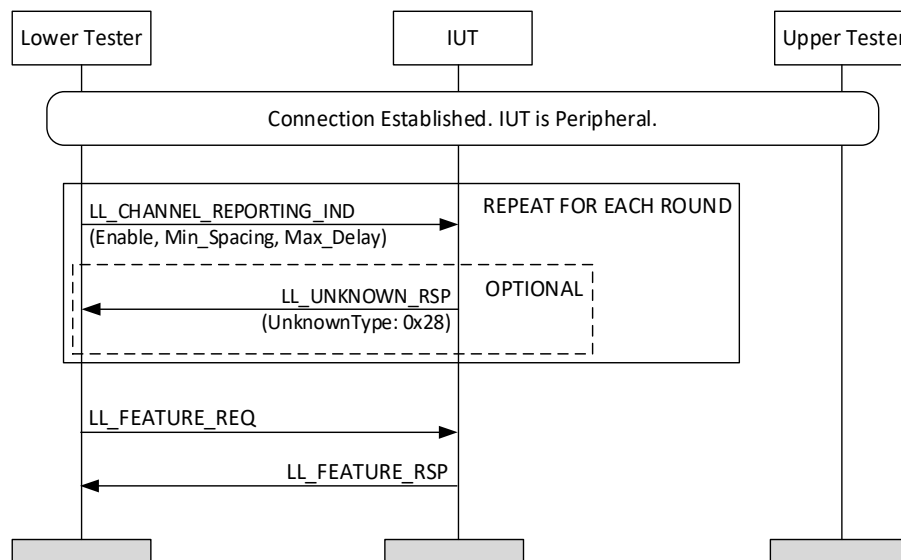 Lower Tester
IUT
Upper Tester
Connection Established. IUT is Peripheral.
REPEAT FOR EACH ROUND
LL_CHANNEL_REPORTING_IND
(Enable, Min_Spacing, Max_Delay)
OPTIONAL
LL_UNKNOWN_RSP
(UnknownType: 0x28)
LL_FEATURE_REQ
LL_FEATURE_RSP